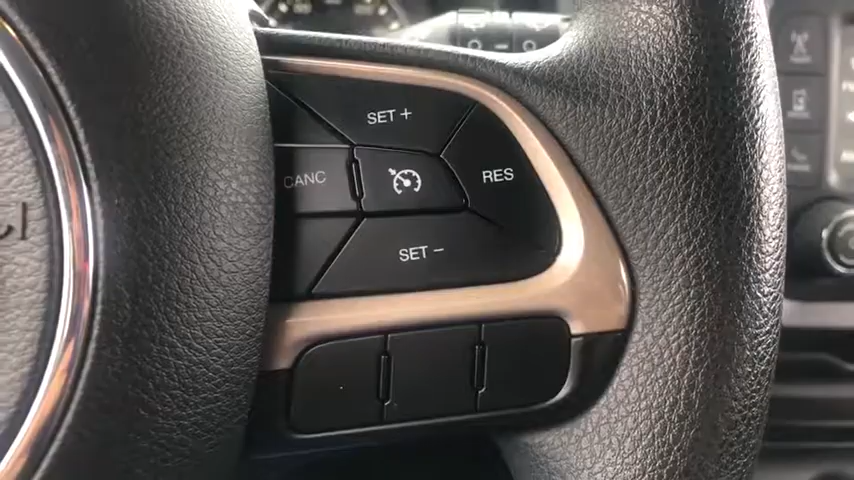 SET +
CANC
RES
SET −